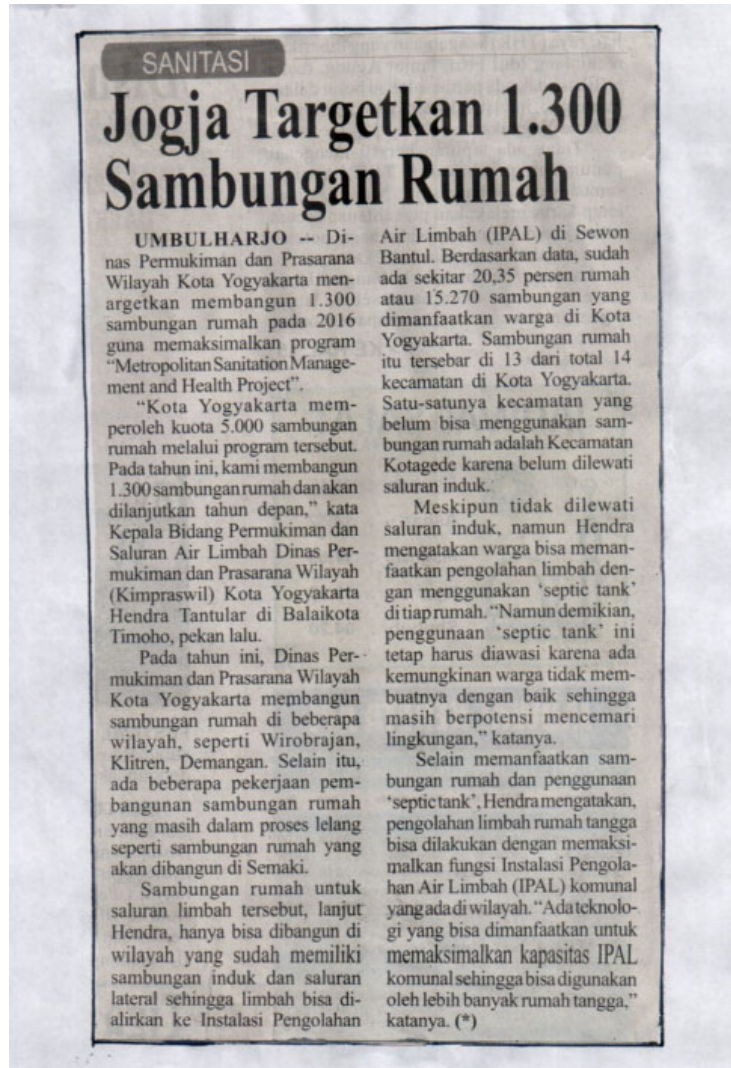 SANITASI
Jogja Targetkan 1.300
Sambungan Rumah
UMBULHARJO -- Di-
nas Permukiman dan Prasarana
Wilayah Kota Yogyakarta men-
argetkan membangun 1.300
sambungan rumah pada 2016
guna memaksimalkan program
“Metropolitan Sanitation Manage-
ment and Health Project”.
“Kota Yogyakarta mem-
peroleh kuota 5.000 sambungan
rumah melalui program tersebut.
Pada tahun ini, kami membangun
1.300 sambungan rumah dan akan
dilanjutkan tahun depan,” kata
Kepala Bidang Permukiman dan
Saluran Air Limbah Dinas Per-
mukiman dan Prasarana Wilayah
(Kimpraswil) Kota Yogyakarta
Hendra Tantular di Balaikota
Timoho, pekan lalu.
Pada tahun ini, Dinas Per-
mukiman dan Prasarana Wilayah
Kota Yogyakarta membangun
sambungan rumah di beberapa
wilayah, seperti Wirobrajan,
Klitren, Demangan. Selain itu,
ada beberapa pekerjaan pem-
bangunan sambungan rumah
yang masih dalam proses lelang
seperti sambungan rumah yang
akan dibangun di Semaki.
Sambungan rumah untuk
saluran limbah tersebut, lanjut
Hendra, hanya bisa dibangun di
wilayah yang sudah memiliki
sambungan induk dan saluran
lateral sehingga limbah bisa di-
alirkan ke Instalasi Pengolahan
Air Limbah (IPAL) di Sewon
Bantul. Berdasarkan data, sudah
ada sekitar 20,35 persen rumah
atau 15.270 sambungan yang
dimanfaatkan warga di Kota
Yogyakarta. Sambungan rumah
itu tersebar di 13 dari total 14
kecamatan di Kota Yogyakarta.
Satu-satunya kecamatan yang
belum bisa menggunakan sam-
bungan rumah adalah Kecamatan
Kotagede karena belum dilewati
saluran induk.
Meskipun tidak dilewati
saluran induk, namun Hendra
mengatakan warga bisa meman-
faatkan pengolahan limbah den-
gan menggunakan ‘septic tank’
di tiap rumah. “Namun demikian,
penggunaan ‘septic tank’ ini
tetap harus diawasi karena ada
kemungkinan warga tidak mem-
buatnya dengan baik sehingga
masih berpotensi mencemari
lingkungan,” katanya.
Selain memanfaatkan sam-
bungan rumah dan penggunaan
‘septic tank’, Hendra mengatakan,
pengolahan limbah rumah tangga
bisa dilakukan dengan memaksi-
malkan fungsi Instalasi Pengola-
han Air Limbah (IPAL) komunal
yang ada di wilayah. “Ada teknolo-
gi yang bisa dimanfaatkan untuk
memaksimalkan kapasitas IPAL
komunal sehingga bisa digunakan
oleh lebih banyak rumah tangga,”
katanya. (*)